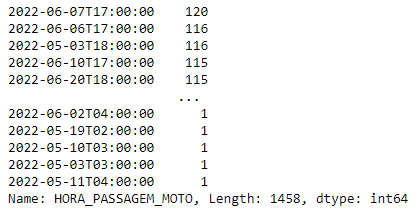 2022-06-07T17:00:00    120
2022-06-06T17:00:00    116
2022-05-03T18:00:00    116
2022-06-10T17:00:00    115
2022-06-20T18:00:00    115
...
2022-06-02T04:00:00    1
2022-05-19T02:00:00    1
2022-05-10T03:00:00    1
2022-05-03T03:00:00    1
2022-05-11T04:00:00    1
Name: HORA_PASSAGEM_MOTO, Length: 1458, dtype: int64